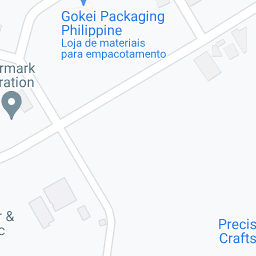 Gokei Packaging
Philippine
Loja de materiais
para empacotamento
rmark
ration
r &
c
Precis
Crafts